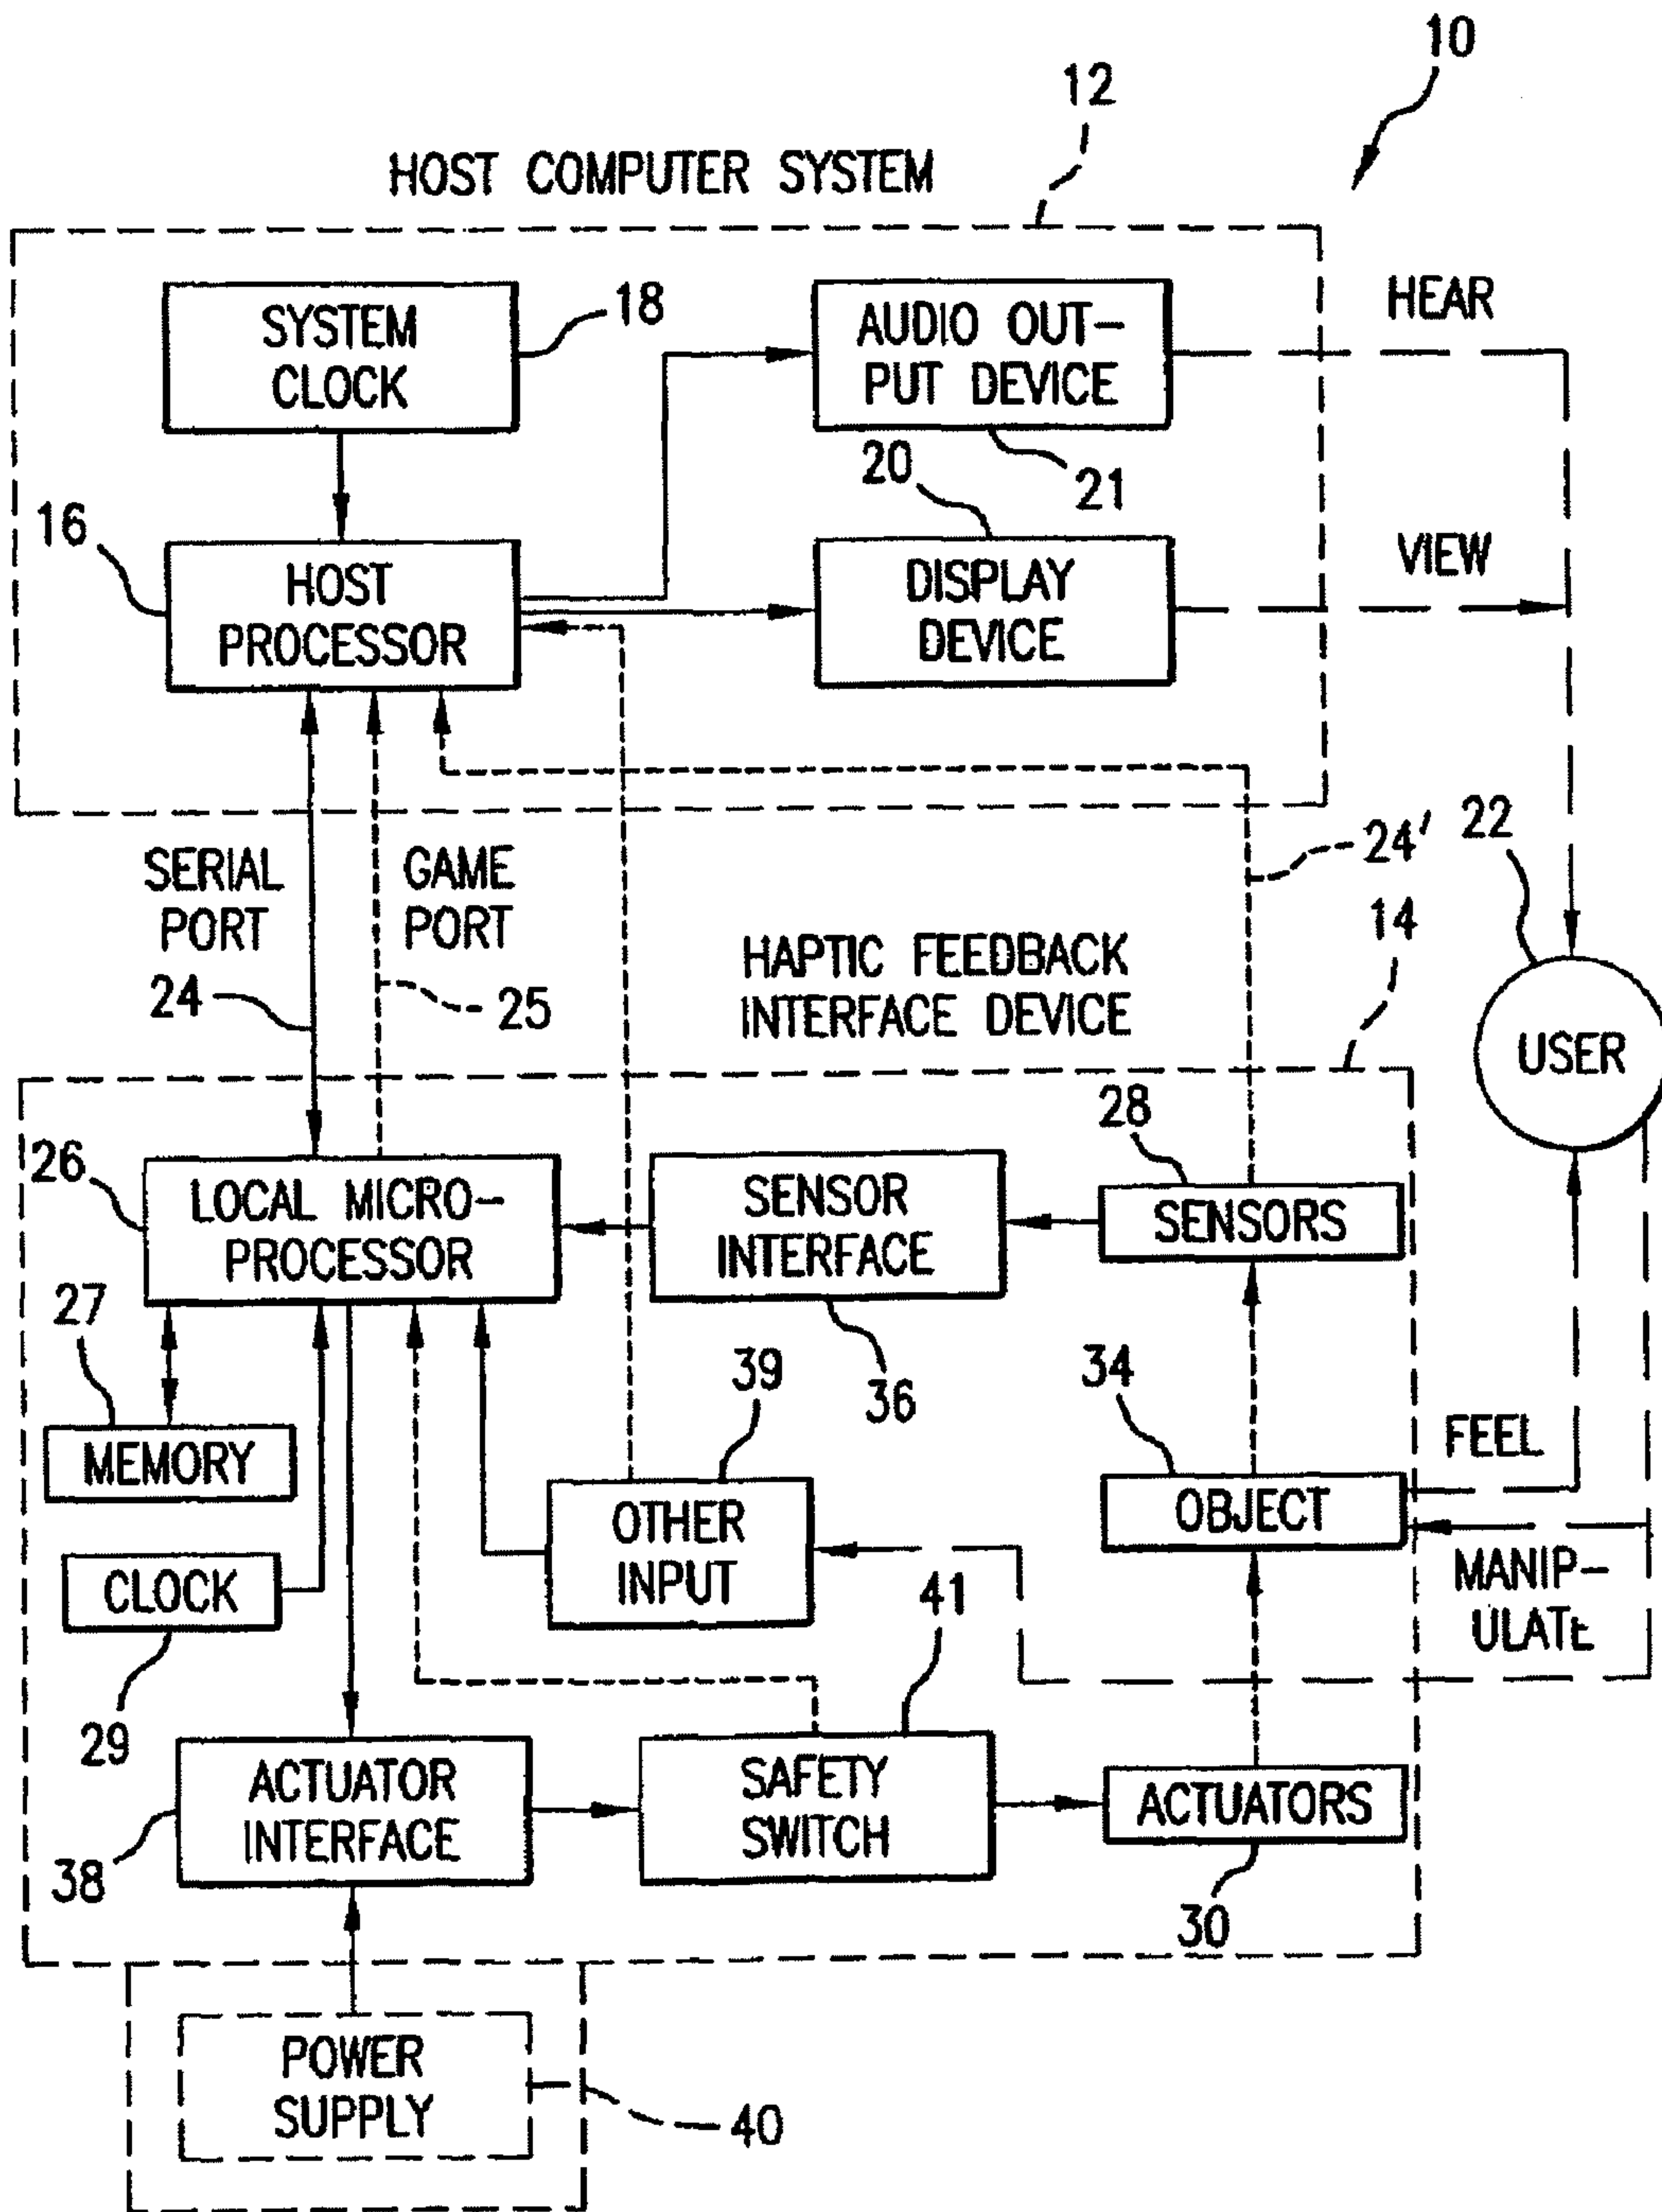 10
12
HOST COMPUTER SYSTEM
SYSTEM
CLOCK
18
AUDIO OUT-
PUT DEVICE
HEAR
20
21
16
HOST
PROCESSOR
DISPLAY
DEVICE
VIEW
SERIAL
PORT
24
GAME
PORT
25
24'
22
14
HAPTIC FEEDBACK
INTERFACE DEVICE
USER
26
LOCAL MICRO-
PROCESSOR
SENSOR
INTERFACE
28
SENSORS
27
36
39
34
MEMORY
FEEL
OTHER
INPUT
OBJECT
CLOCK
MANIP-
ULATE
41
29
ACTUATOR
INTERFACE
SAFETY
SWITCH
ACTUATORS
38
30
POWER
SUPPLY
40